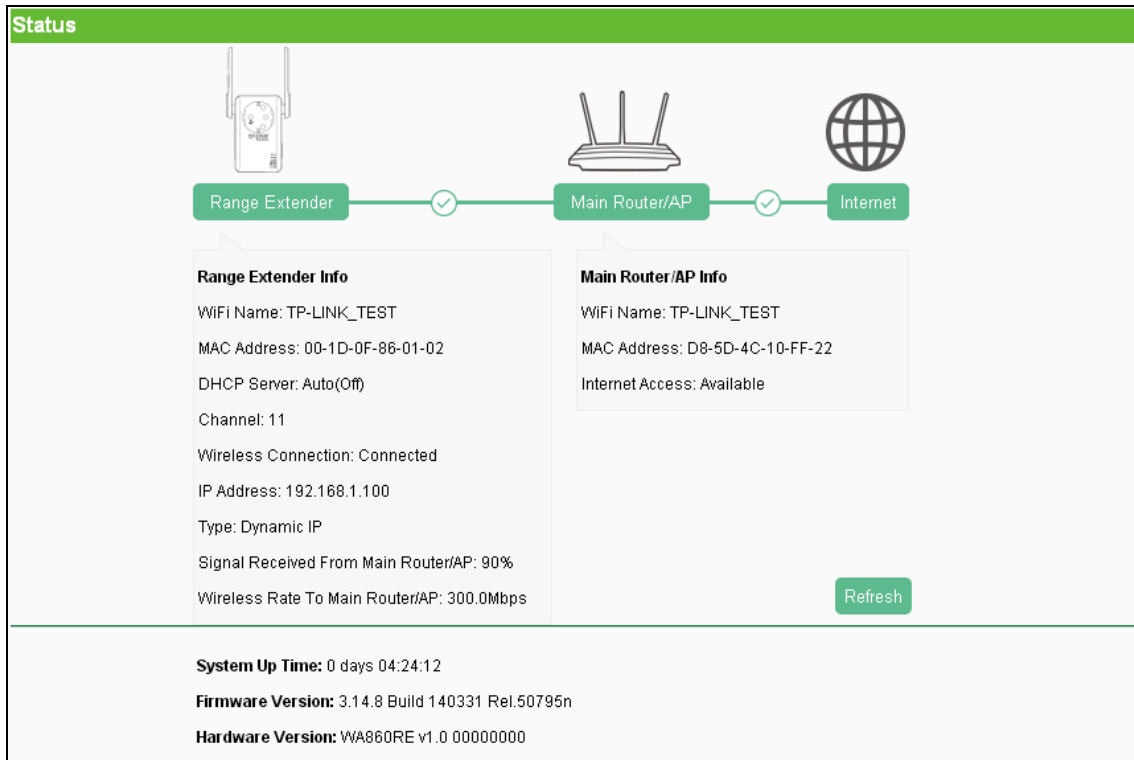 Status
Range Extender
Main Router/AP
Internet
Range Extender Info
WiFi Name: TP-LINK_TEST
MAC Address: 00-1D-0F-86-01-02
DHCP Server: Auto(Off)
Channel: 11
Wireless Connection: Connected
IP Address: 192.168.1.100
Type: Dynamic IP
Signal Received From Main Router/AP: 90%
Wireless Rate To Main Router/AP: 300.0Mbps
Main Router/AP Info
WiFi Name: TP-LINK_TEST
MAC Address: D8-5D-4C-10-FF-22
Internet Access: Available
Refresh
System Up Time: 0 days 04:24:12
Firmware Version: 3.14.8 Build 140331 Rel.50795n
Hardware Version: WA860RE v1.0 00000000